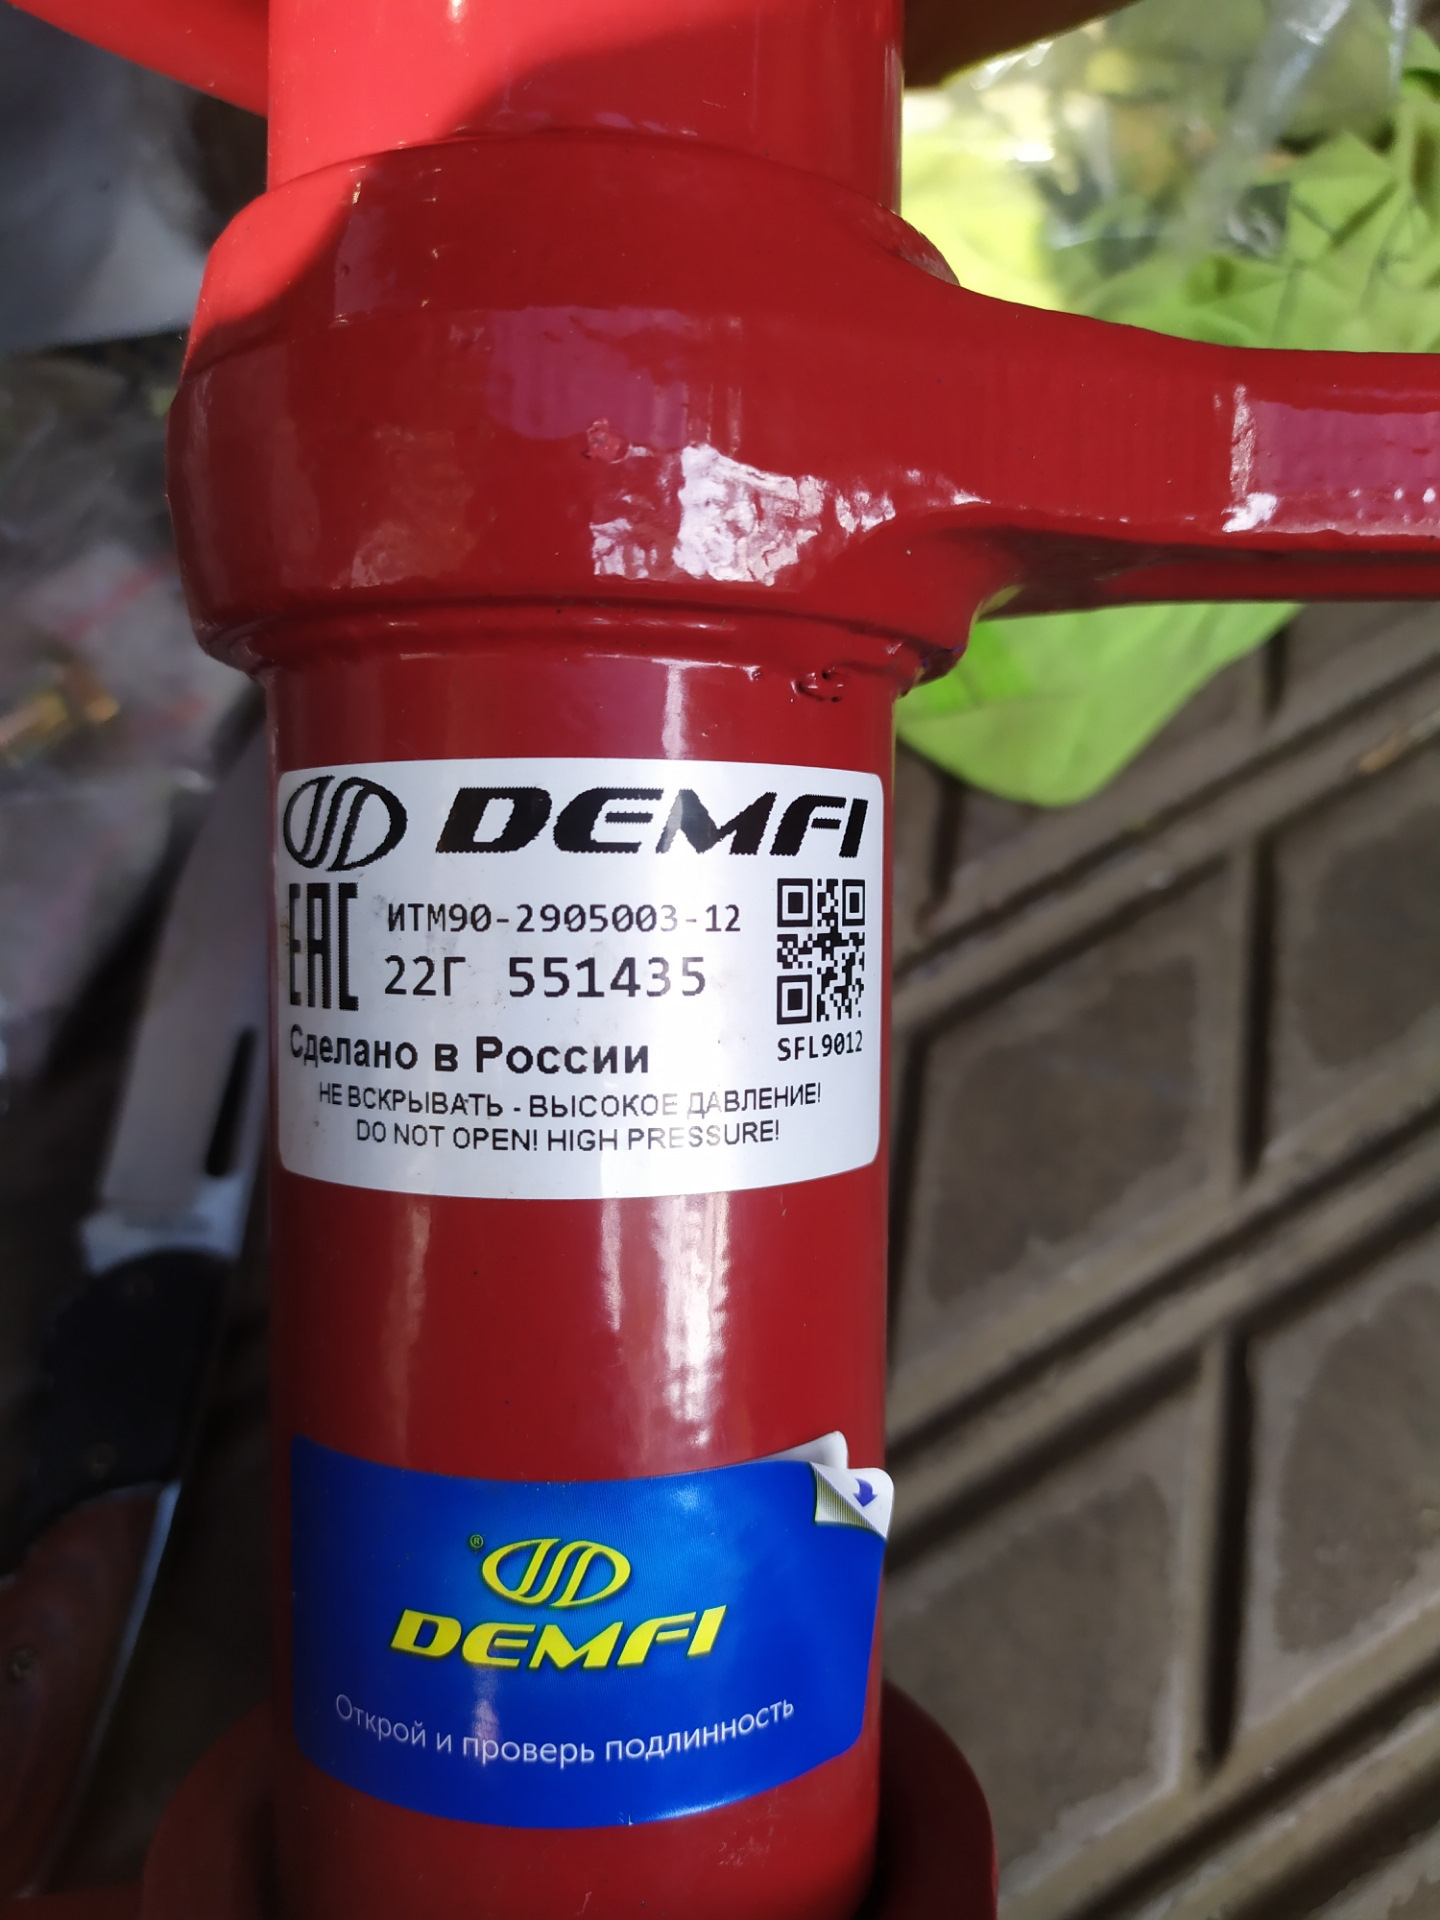 DEMFI
EAC
ИТМ90-2905003-12
22Г 551435
SFL9012
Сделано в России
НЕ ВСКРЫВАТЬ - ВЫСОКОЕ ДАВЛЕНИЕ!
DO NOT OPEN! HIGH PRESSURE!
®
DEMFI
Открой и проверь подлинность